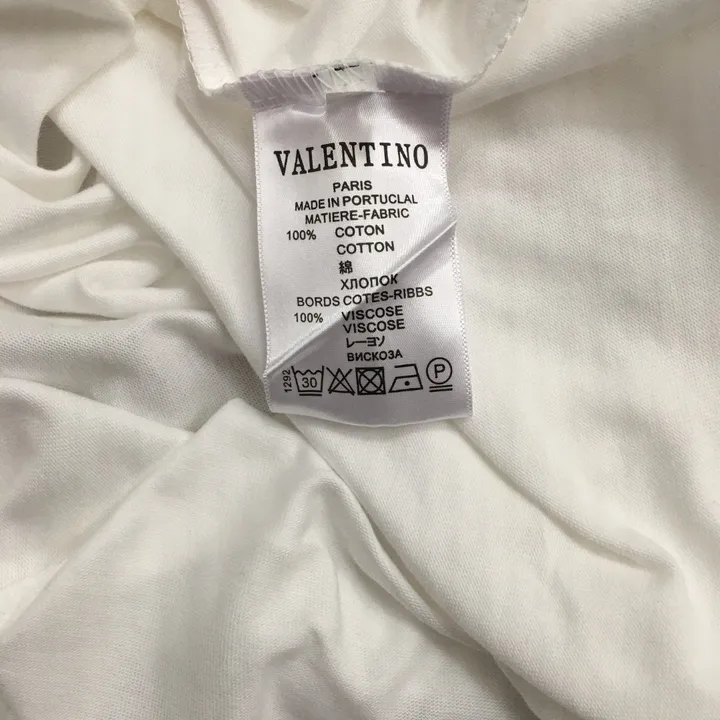 VALENTINO
PARIS
MADE IN PORTUCLAL
MATIERE-FABRIC
100% COTON
COTTON
綿
ХЛОПОК
BORDS COTES-RIBBS
100% VISCOSE
VISCOSE
レーヨソ
ВИСКОЗА
1292 30 P